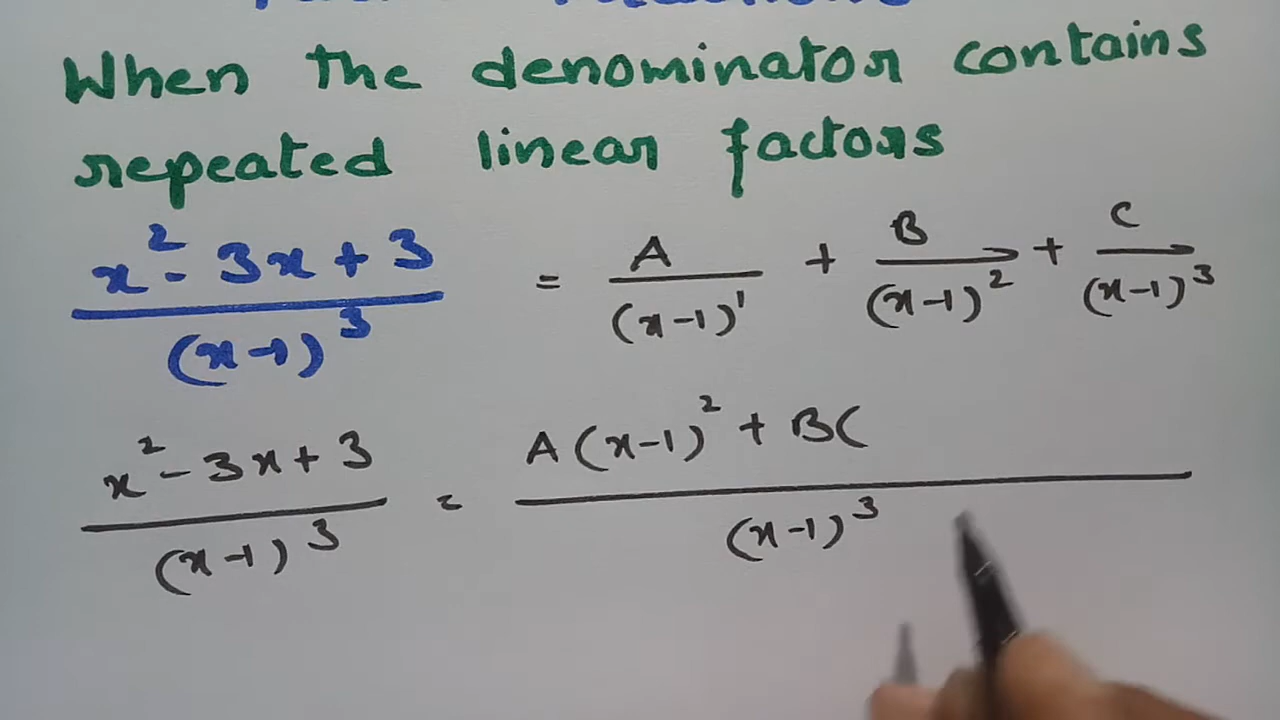 When the denominator contains
repeated linear factors
x² - 3x + 3 / (x-1)³ = A / (x-1)¹ + B / (x-1)² + C / (x-1)³
x² - 3x + 3 / (x-1)³ = A(x-1)² + B( / (x-1)³